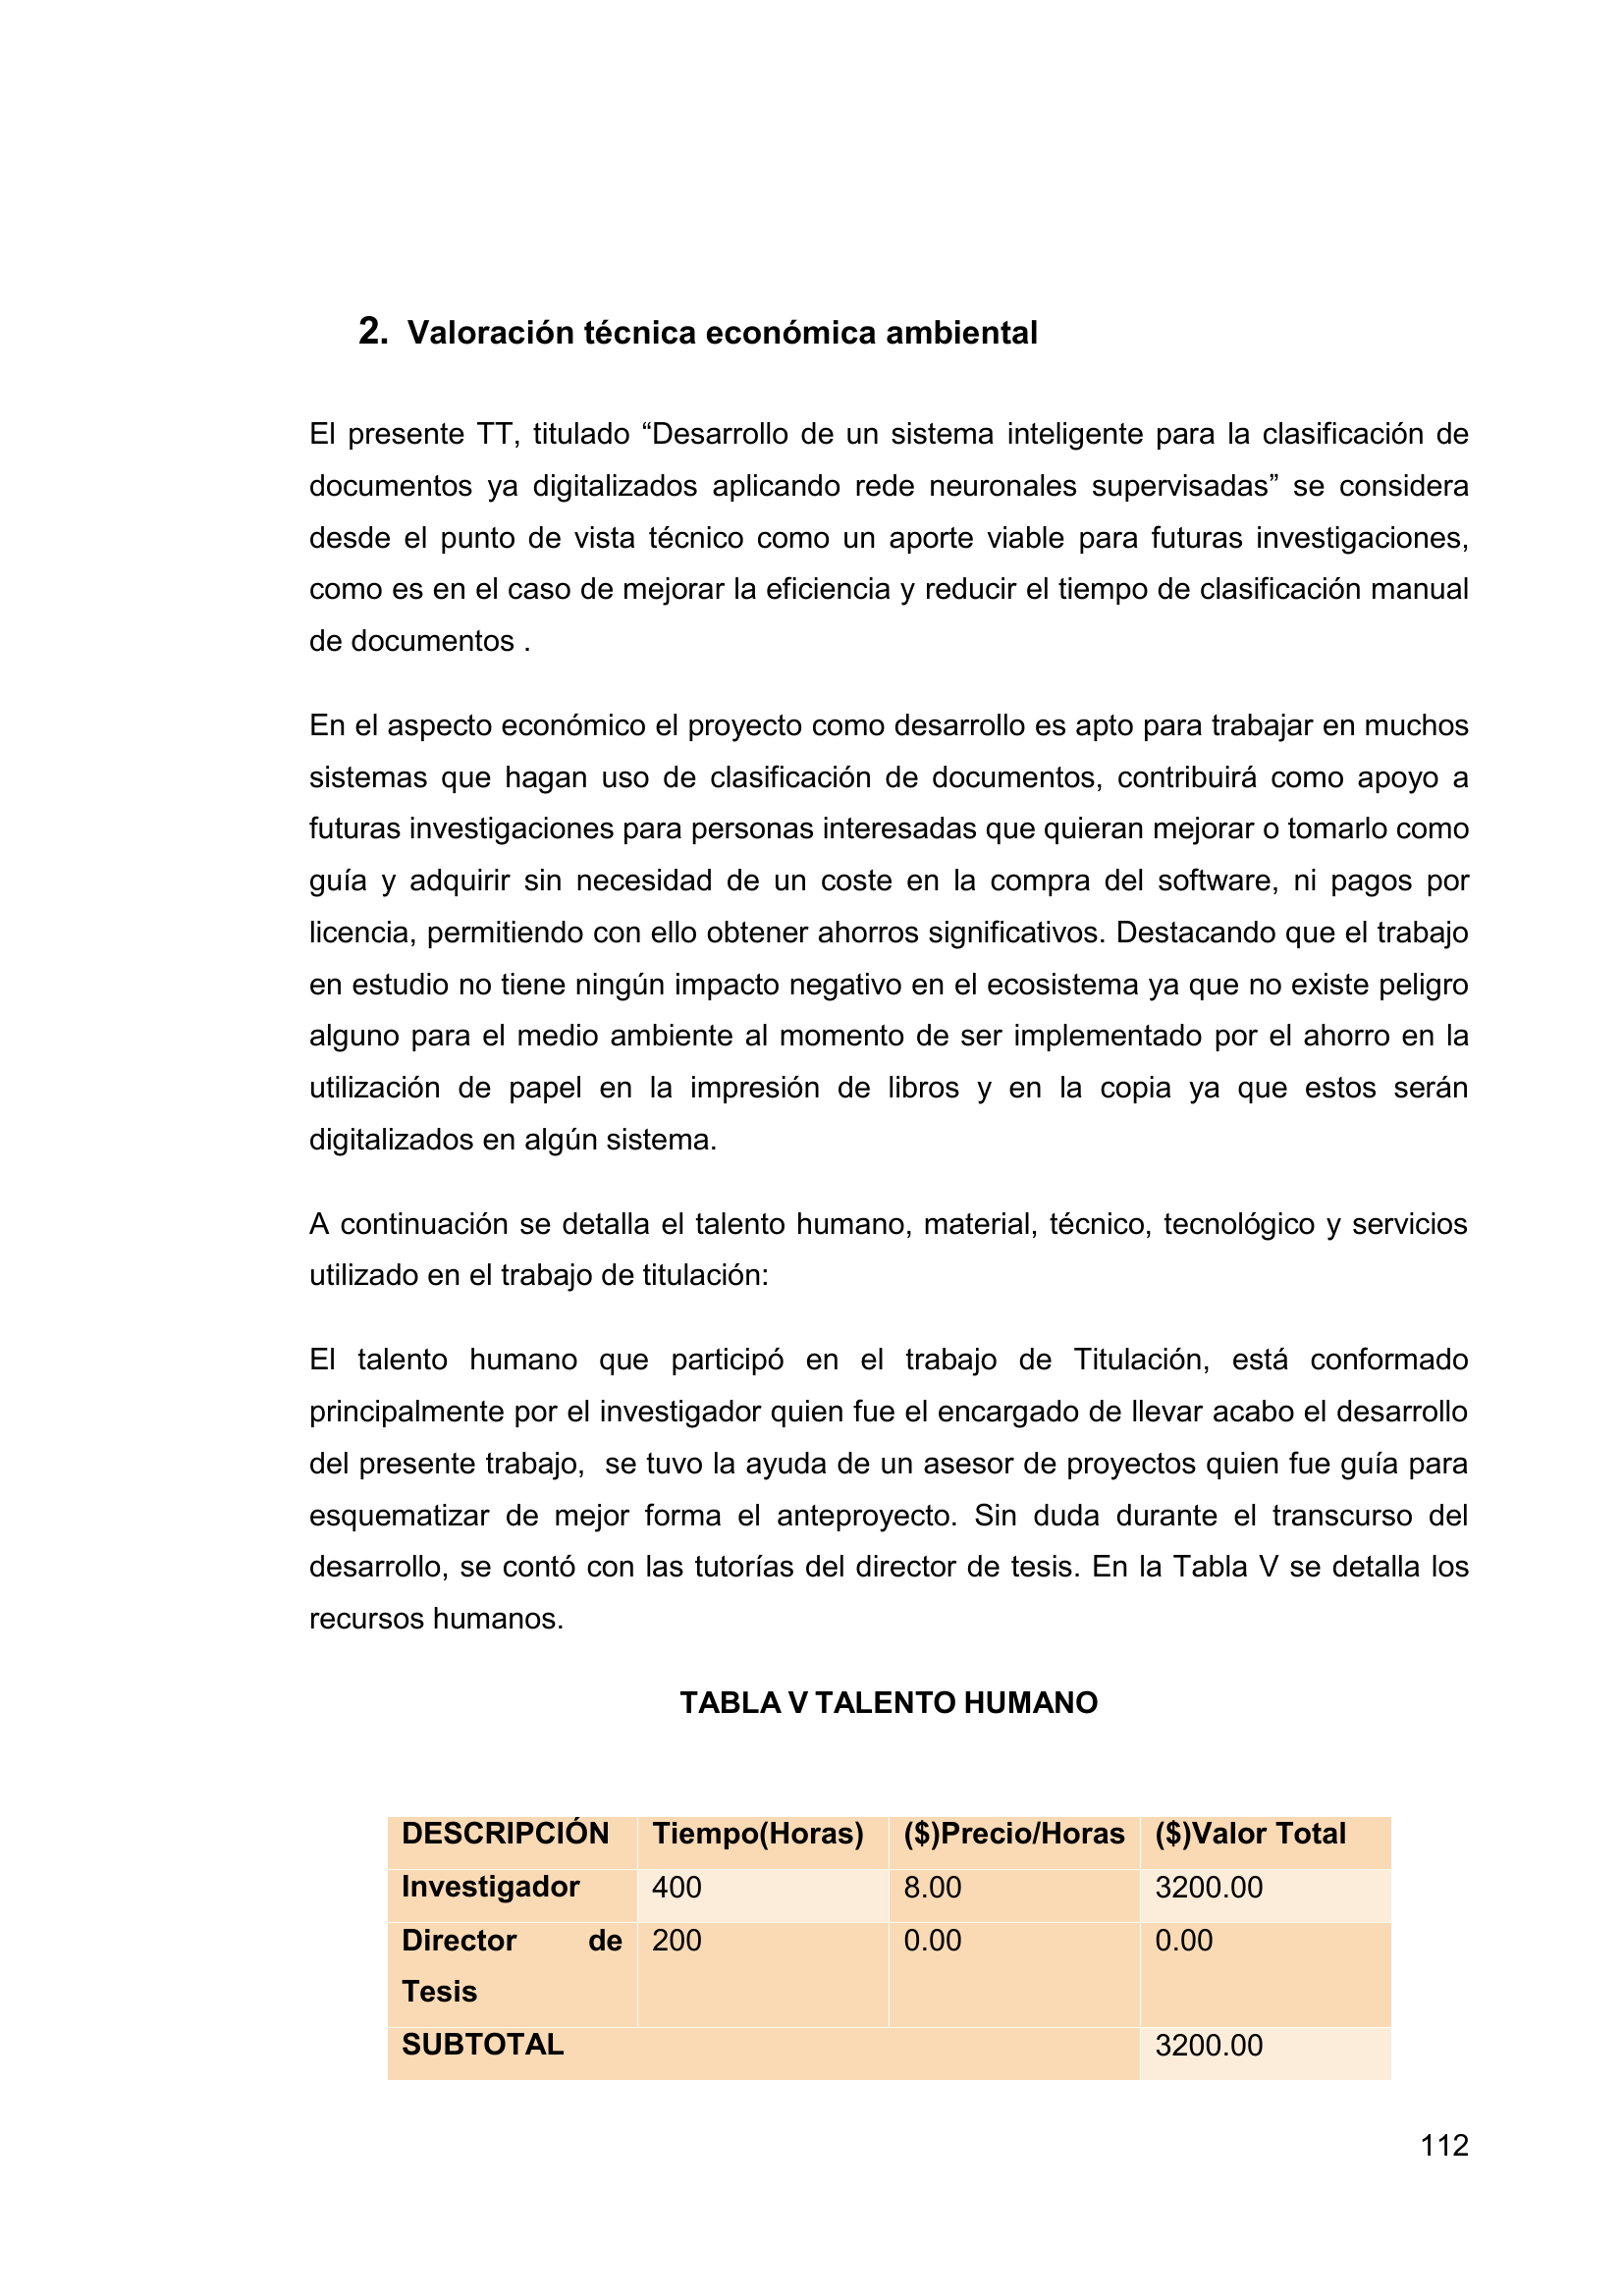 2. Valoración técnica económica ambiental
El presente TT, titulado “Desarrollo de un sistema inteligente para la clasificación de
documentos ya digitalizados aplicando rede neuronales supervisadas” se considera
desde el punto de vista técnico como un aporte viable para futuras investigaciones,
como es en el caso de mejorar la eficiencia y reducir el tiempo de clasificación manual
de documentos .
En el aspecto económico el proyecto como desarrollo es apto para trabajar en muchos
sistemas que hagan uso de clasificación de documentos, contribuirá como apoyo a
futuras investigaciones para personas interesadas que quieran mejorar o tomarlo como
guía y adquirir sin necesidad de un coste en la compra del software, ni pagos por
licencia, permitiendo con ello obtener ahorros significativos. Destacando que el trabajo
en estudio no tiene ningún impacto negativo en el ecosistema ya que no existe peligro
alguno para el medio ambiente al momento de ser implementado por el ahorro en la
utilización de papel en la impresión de libros y en la copia ya que estos serán
digitalizados en algún sistema.
A continuación se detalla el talento humano, material, técnico, tecnológico y servicios
utilizado en el trabajo de titulación:
El talento humano que participó en el trabajo de Titulación, está conformado
principalmente por el investigador quien fue el encargado de llevar acabo el desarrollo
del presente trabajo,  se tuvo la ayuda de un asesor de proyectos quien fue guía para
esquematizar de mejor forma el anteproyecto. Sin duda durante el transcurso del
desarrollo, se contó con las tutorías del director de tesis. En la Tabla V se detalla los
recursos humanos.
TABLA V TALENTO HUMANO
DESCRIPCIÓN Tiempo(Horas) ($)Precio/Horas ($)Valor Total
Investigador 400 8.00 3200.00
Director de 200 0.00 0.00
Tesis
SUBTOTAL 3200.00
112